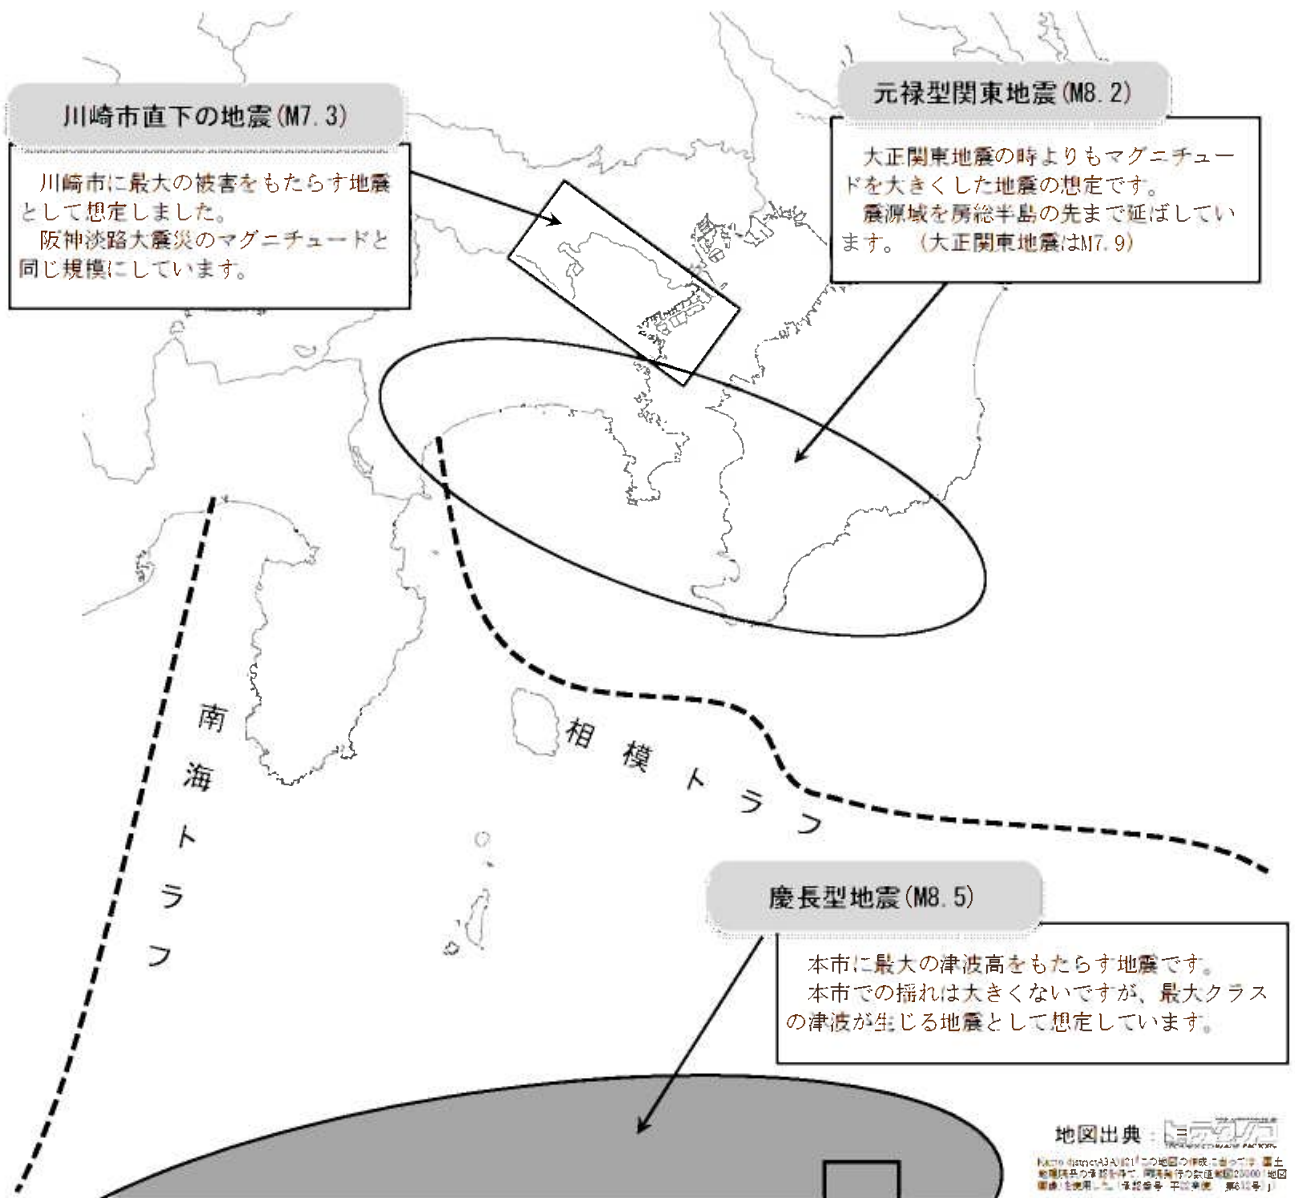 川崎市直下の地震(M7.3)
川崎市に最大の被害をもたらす地震
として想定しました。
阪神淡路大震災のマグニチュードと
同じ規模にしています。
元禄型関東地震(M8.2)
大正関東地震の時よりもマグニチュー
ドを大きくした地震の想定です。
震源域を房総半島の先まで延ばしてい
ます。（大正関東地震はM7.9）
南海トラフ
相模トラフ
慶長型地震(M8.5)
本市に最大の津波高をもたらす地震です。
本市での揺れは大きくないですが、最大クラス
の津波が生じる地震として想定しています。
地図出典：